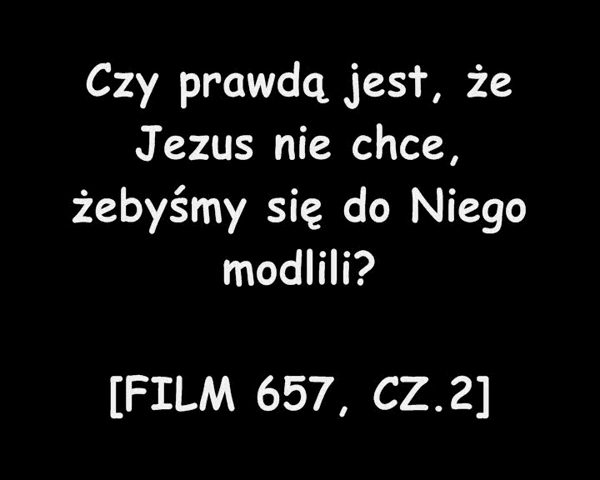 Czy prawdą jest, że
Jezus nie chce,
żebyśmy się do Niego
modlili?
[FILM 657, CZ.2]